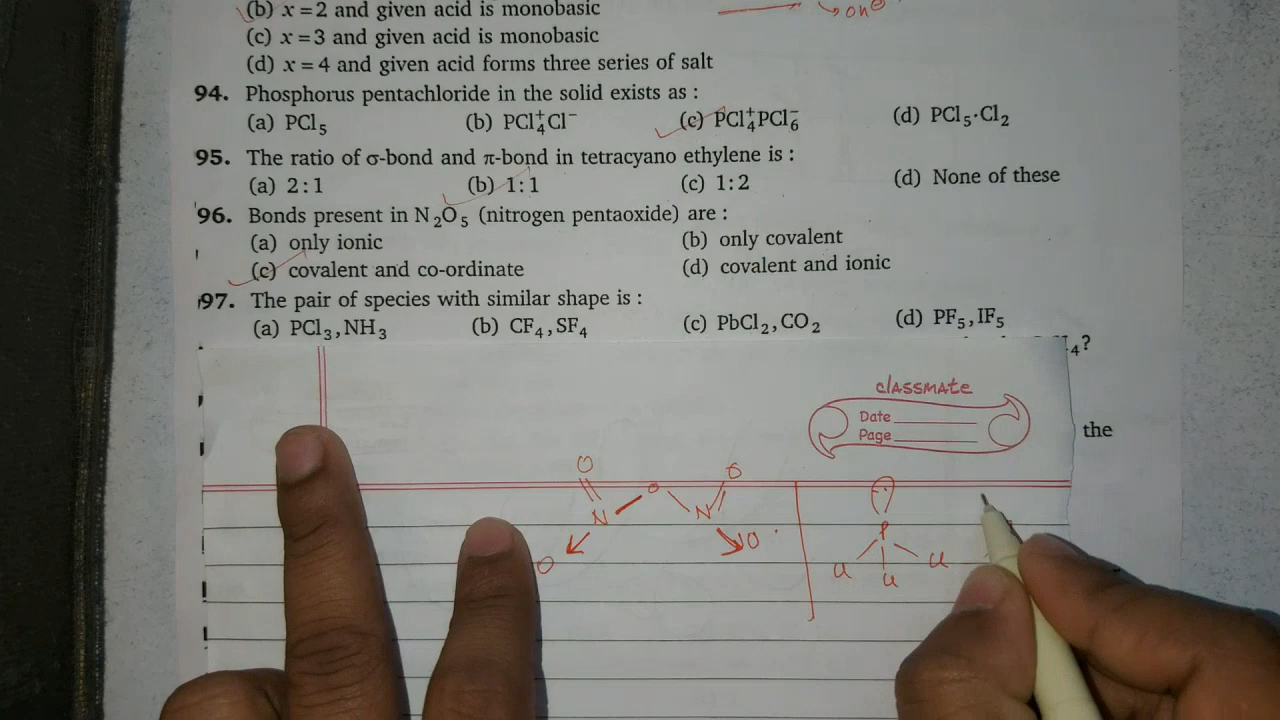 (b) x = 2 and given acid is monobasic
one
(c) x = 3 and given acid is monobasic
(d) x = 4 and given acid forms three series of salt
94. Phosphorus pentachloride in the solid exists as :
(a) PCl₅ (b) PCl₄⁺Cl⁻ (c) PCl₄⁺PCl₆⁻ (d) PCl₅·Cl₂
95. The ratio of σ-bond and π-bond in tetracyano ethylene is :
(a) 2:1 (b) 1:1 (c) 1:2 (d) None of these
96. Bonds present in N₂O₅ (nitrogen pentaoxide) are :
(a) only ionic (b) only covalent
(c) covalent and co-ordinate (d) covalent and ionic
97. The pair of species with similar shape is :
(a) PCl₃, NH₃ (b) CF₄, SF₄ (c) PbCl₂, CO₂ (d) PF₅, IF₅
₄?
classmate
Date
Page
the
O O
O
N N
P
O O
Cl Cl Cl